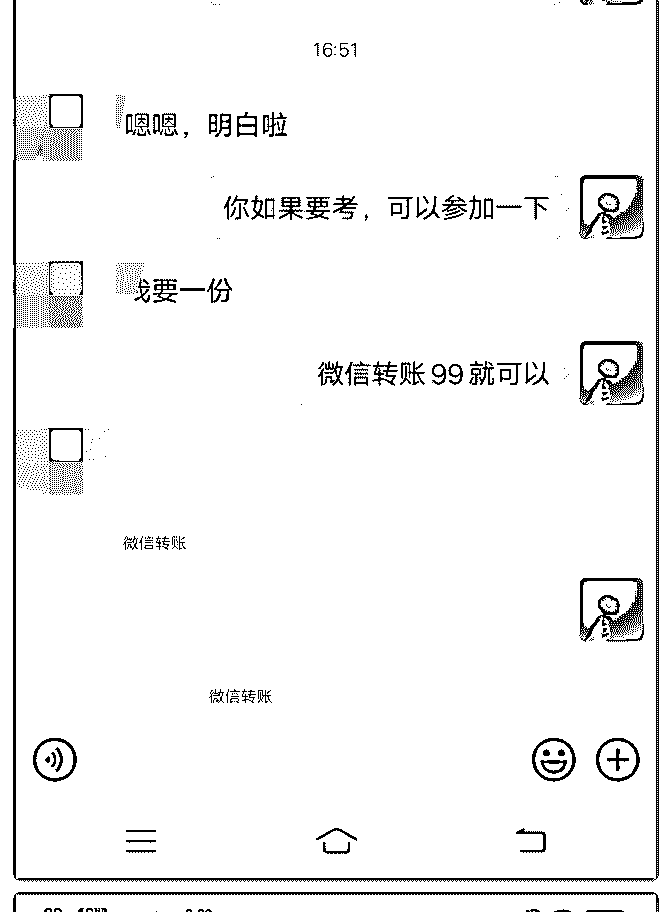 16:51
嗯嗯，明白啦
你如果要考，可以参加一下
我要一份
微信转账 99 就可以
微信转账
微信转账